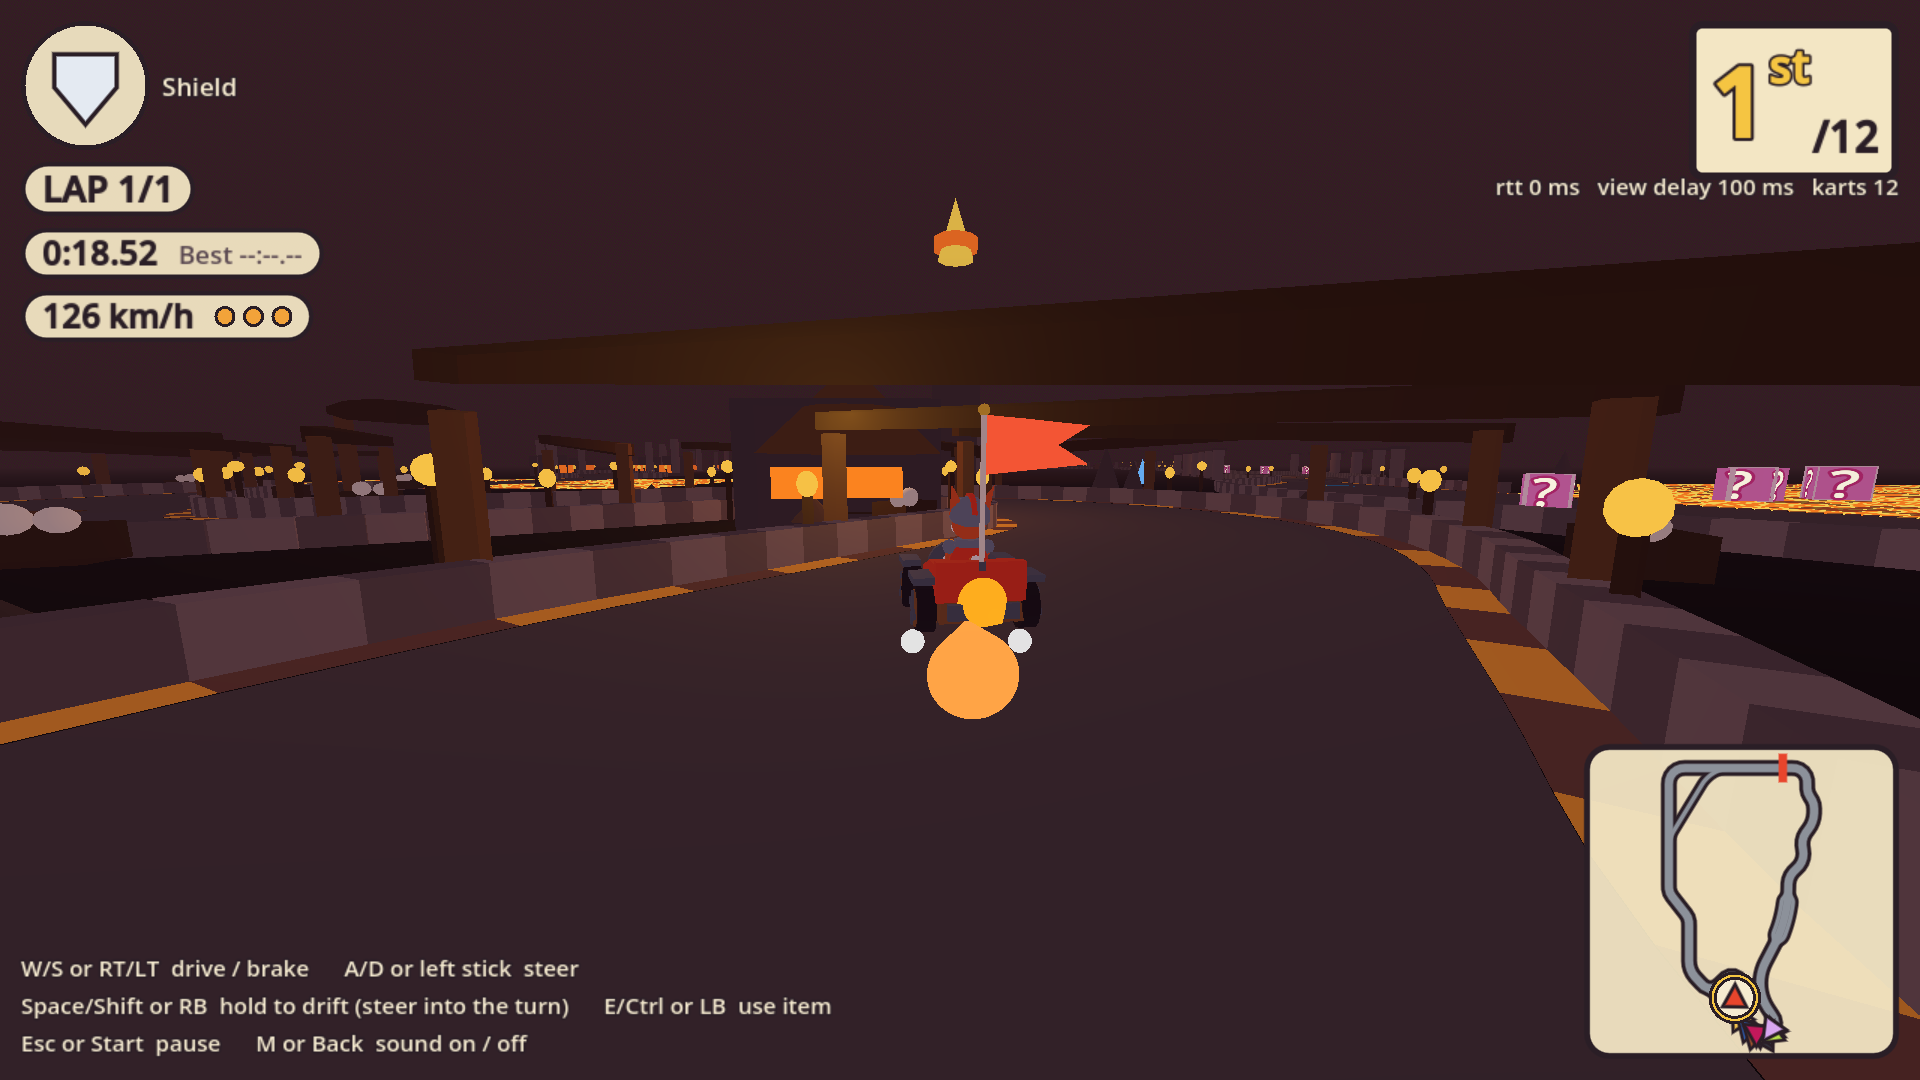 Shield
1st
/12
LAP 1/1
rtt 0 ms view delay 100 ms karts 12
0:18.52 Best --:--.--
126 km/h
? ? ? ?
W/S or RT/LT drive / brake A/D or left stick steer
Space/Shift or RB hold to drift (steer into the turn) E/Ctrl or LB use item
Esc or Start pause M or Back sound on / off